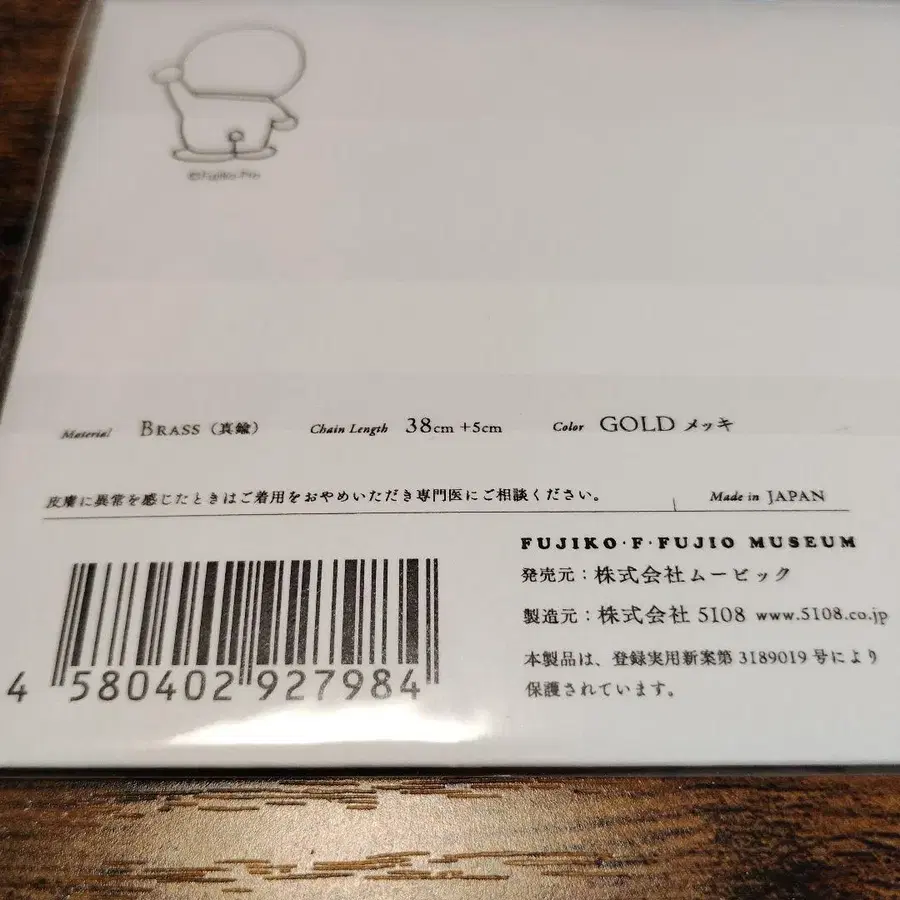 ©Fujiko-Pro
Material BRASS（真鍮） Chain Length 38cm +5cm Color GOLD メッキ
皮膚に異常を感じたときはご着用をおやめいただき専門医にご相談ください。 Made in JAPAN
FUJIKO・F・FUJIO MUSEUM
発売元：株式会社ムービック
製造元：株式会社 5108 www.5108.co.jp
本製品は、登録実用新案第 3189019 号により
保護されています。
4 580402 927984